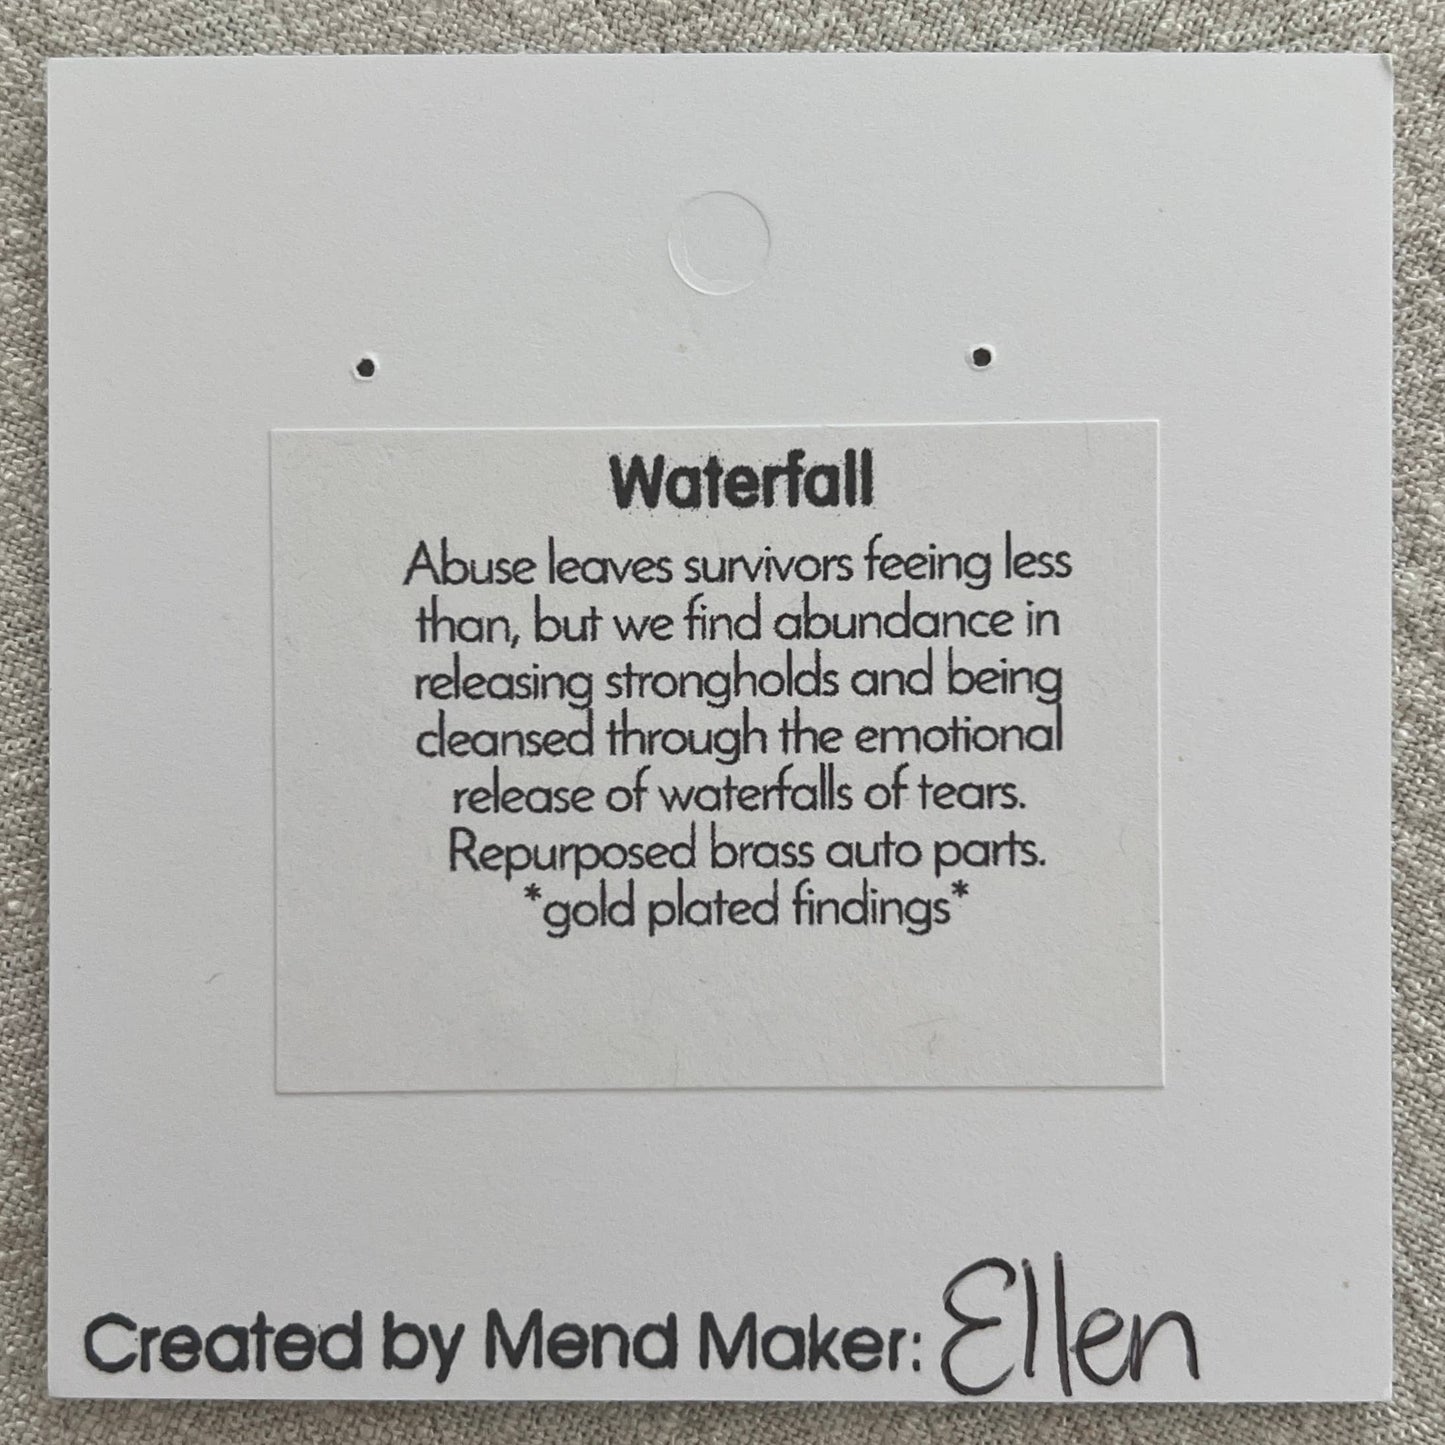 Waterfall
Abuse leaves survivors feeing less
than, but we find abundance in
releasing strongholds and being
cleansed through the emotional
release of waterfalls of tears.
Repurposed brass auto parts.
*gold plated findings*
Created by Mend Maker: Ellen